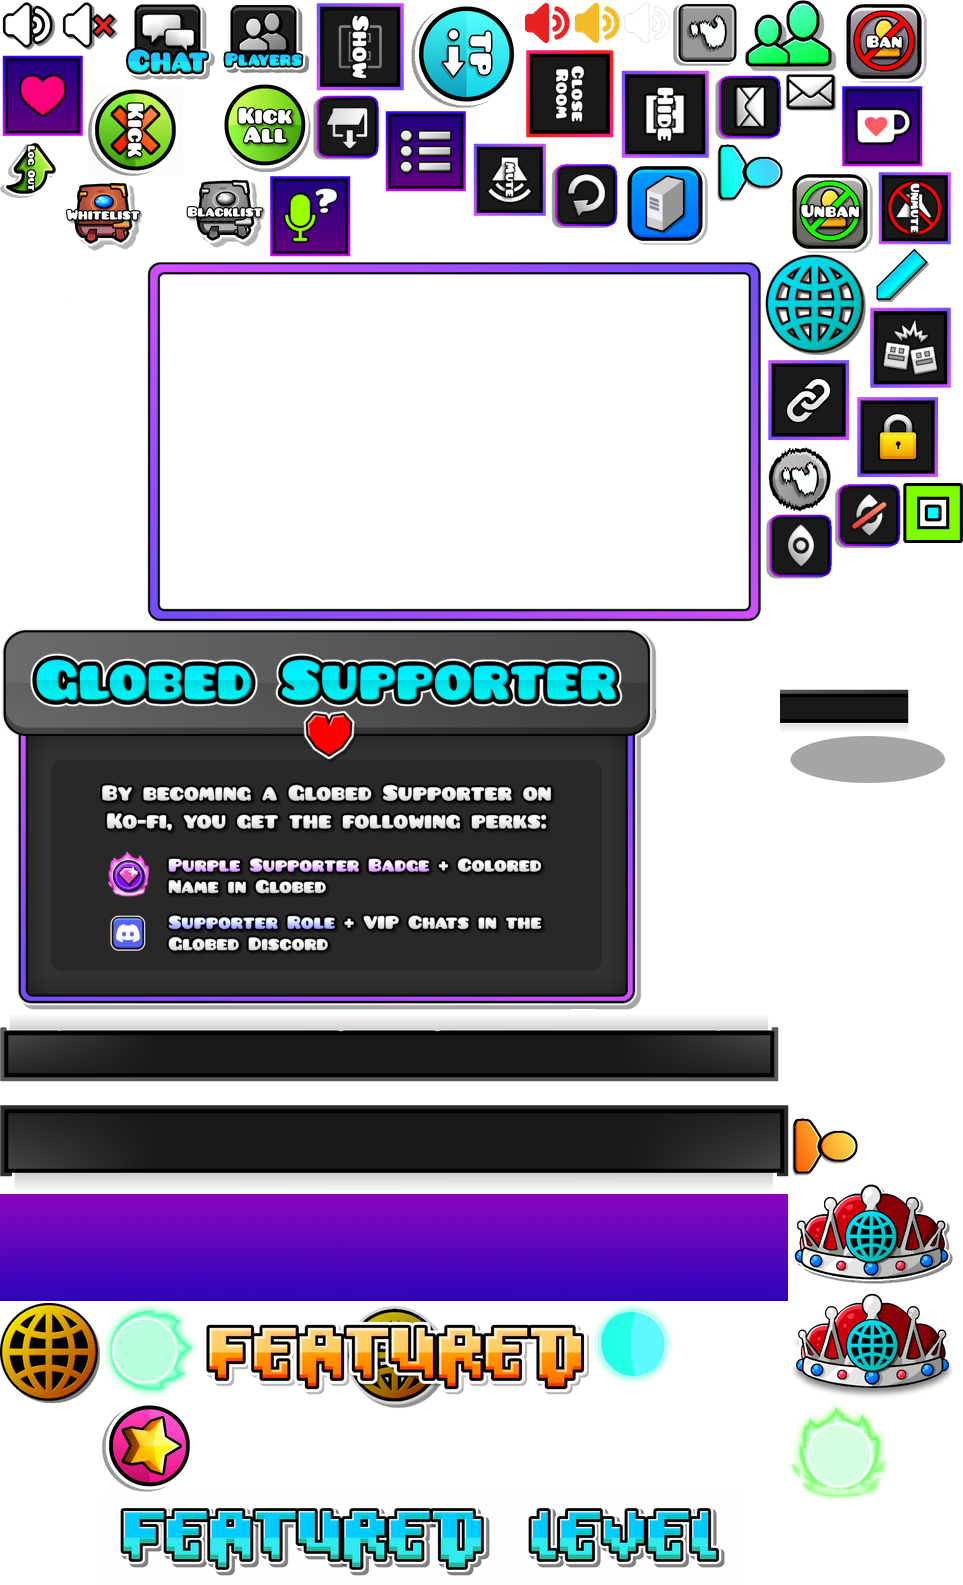 CHAT
PLAYERS
SHOW
TP
CLOSE
ROOM
BAN
KICK
KICK
ALL
HIDE
LOG OUT
MUTE
WHITELIST
BLACKLIST
?
UNBAN
UNMUTE
GLOBED SUPPORTER
BY BECOMING A GLOBED SUPPORTER ON
KO-FI, YOU GET THE FOLLOWING PERKS:
PURPLE SUPPORTER BADGE + COLORED
NAME IN GLOBED
SUPPORTER ROLE + VIP CHATS IN THE
GLOBED DISCORD
FEATURED
FEATURED LEVEL